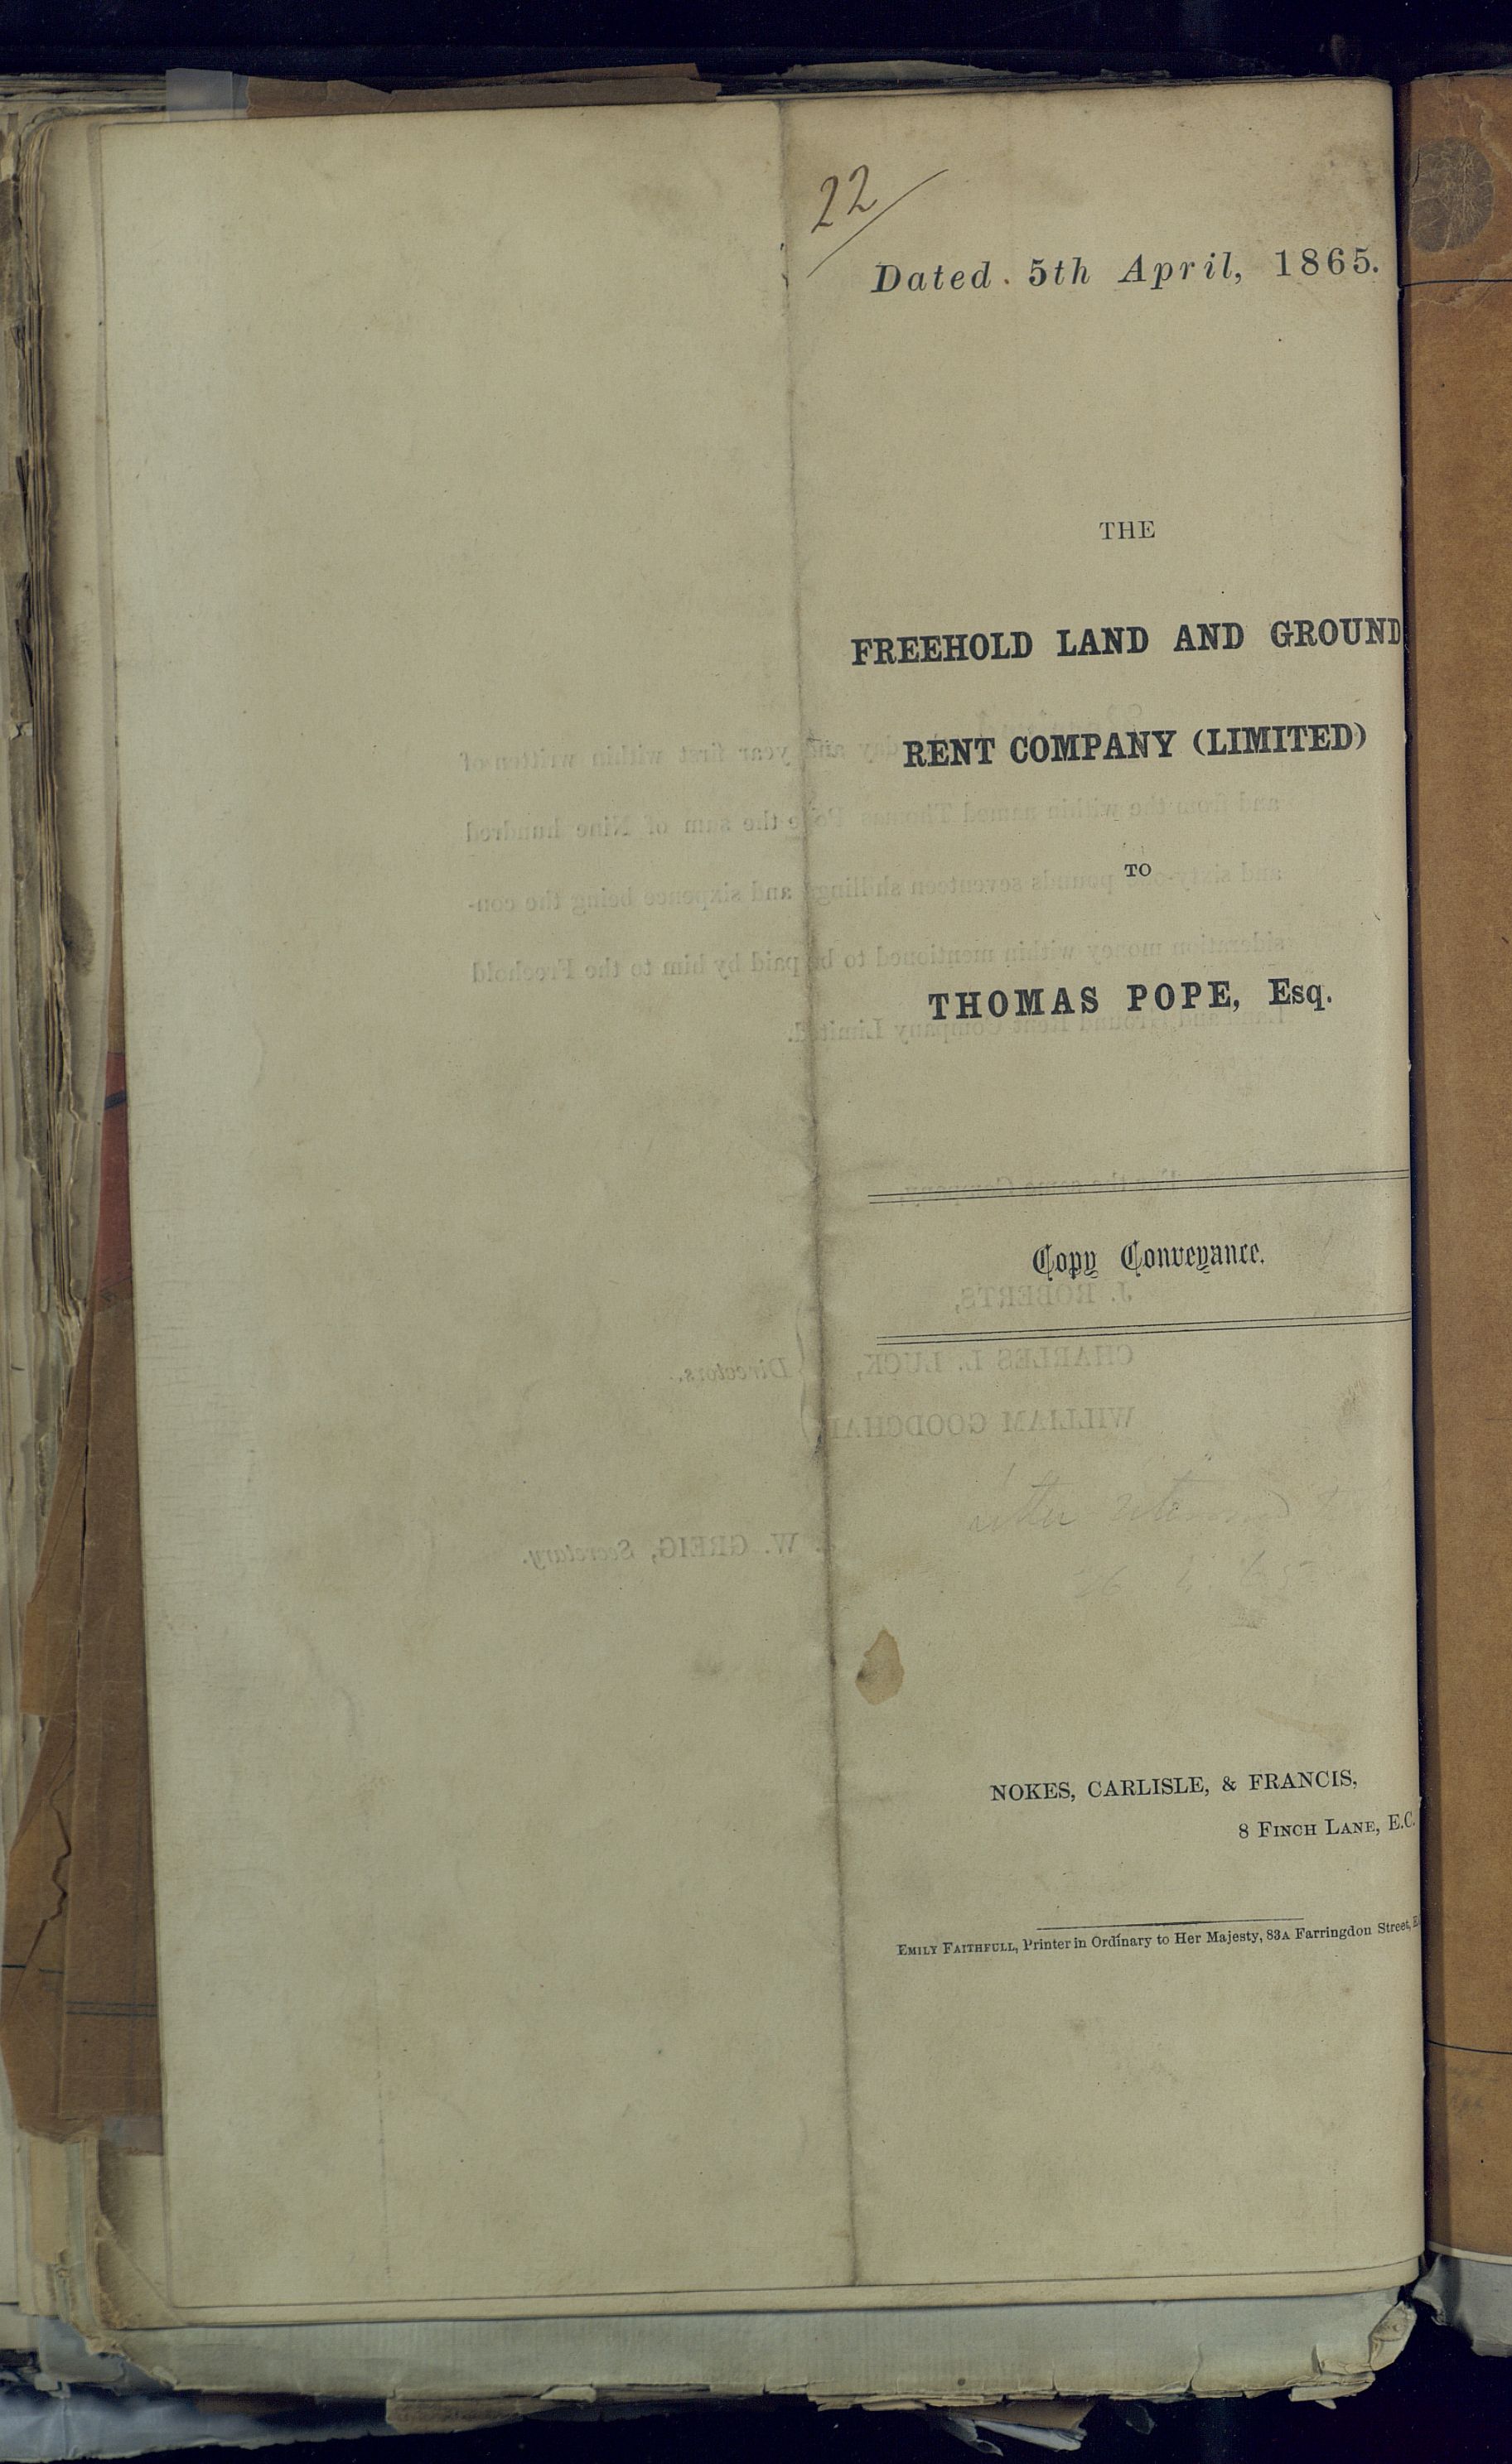 22
Dated 5th April, 1865.
THE
FREEHOLD LAND AND GROUND
RENT COMPANY (LIMITED)
TO
THOMAS POPE, Esq.
Copy Conveyance.
NOKES, CARLISLE, & FRANCIS,
8 FINCH LANE, E.C.
EMILY FAITHFULL, Printer in Ordinary to Her Majesty, 83A Farringdon Street,